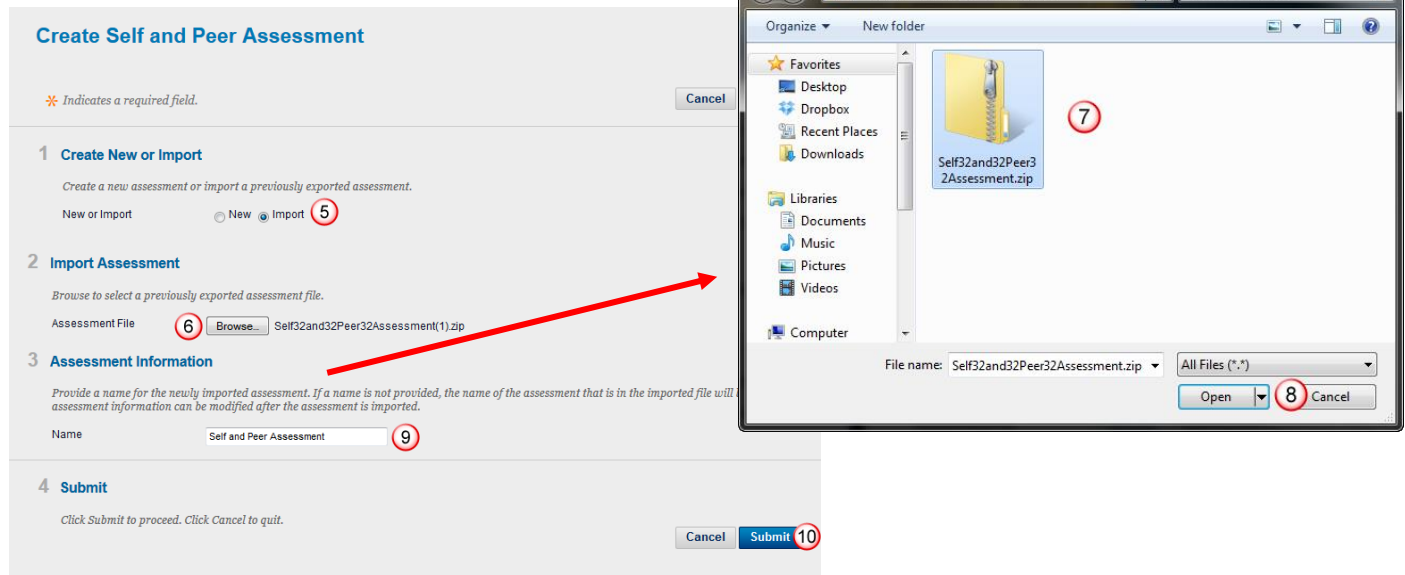 Create Self and Peer Assessment
Indicates a required field.
Cancel
1 Create New or Import
Create a new assessment or import a previously exported assessment.
New or Import New Import 5
2 Import Assessment
Browse to select a previously exported assessment file.
Assessment File 6 Browse... Self32and32Peer32Assessment(1).zip
3 Assessment Information
Provide a name for the newly imported assessment. If a name is not provided, the name of the assessment that is in the imported file will
assessment information can be modified after the assessment is imported.
Name Self and Peer Assessment 9
4 Submit
Click Submit to proceed. Click Cancel to quit.
Cancel Submit 10
Organize New folder
Favorites
Desktop
Dropbox
Recent Places
Downloads
Libraries
Documents
Music
Pictures
Videos
Computer
Self32and32Peer3
2Assessment.zip
7
File name: Self32and32Peer32Assessment.zip All Files (*.*)
Open 8 Cancel